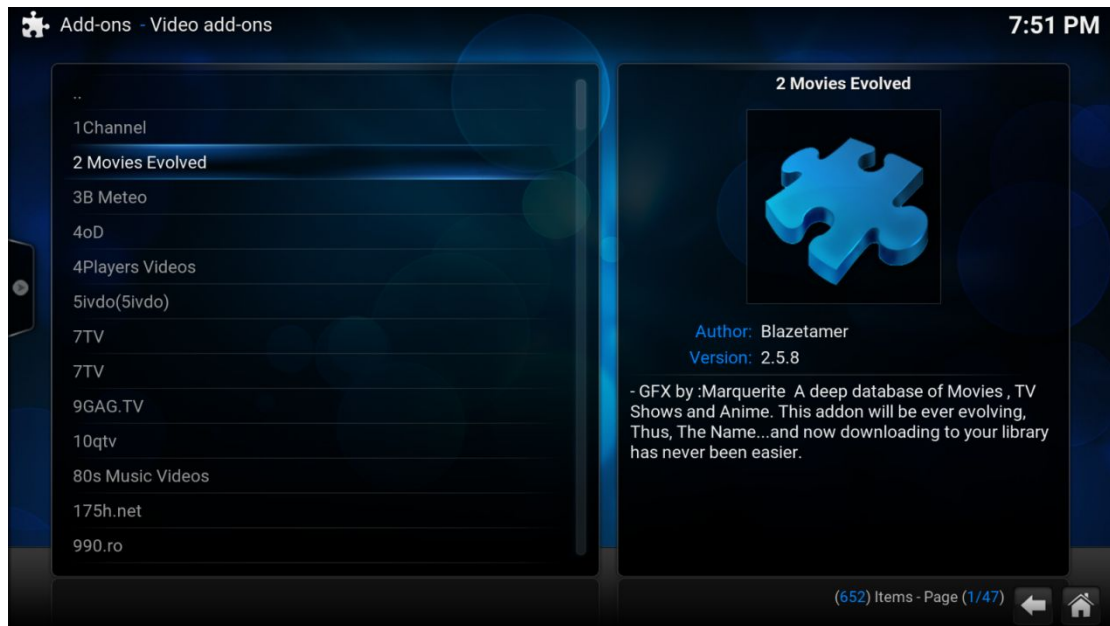 Add-ons - Video add-ons
7:51 PM
..
1Channel
2 Movies Evolved
3B Meteo
4oD
4Players Videos
5ivdo(5ivdo)
7TV
7TV
9GAG.TV
10qtv
80s Music Videos
175h.net
990.ro
2 Movies Evolved
Author: Blazetamer
Version: 2.5.8
- GFX by :Marquerite A deep database of Movies , TV
Shows and Anime. This addon will be ever evolving,
Thus, The Name...and now downloading to your library
has never been easier.
(652) Items - Page (1/47)